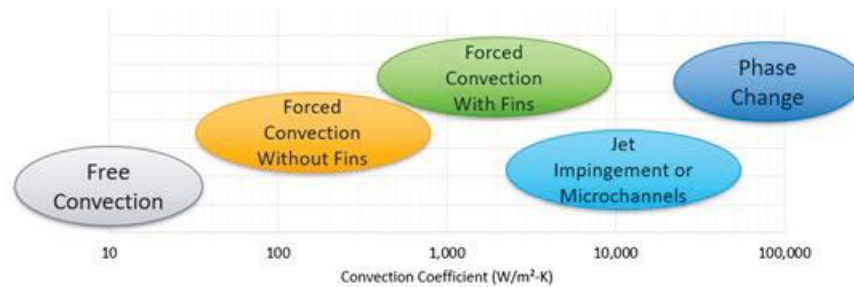 Free
Convection
Forced
Convection
Without Fins
Forced
Convection
With Fins
Jet
Impingement or
Microchannels
Phase
Change
10
100
1,000
10,000
100,000
Convection Coefficient (W/m²-K)